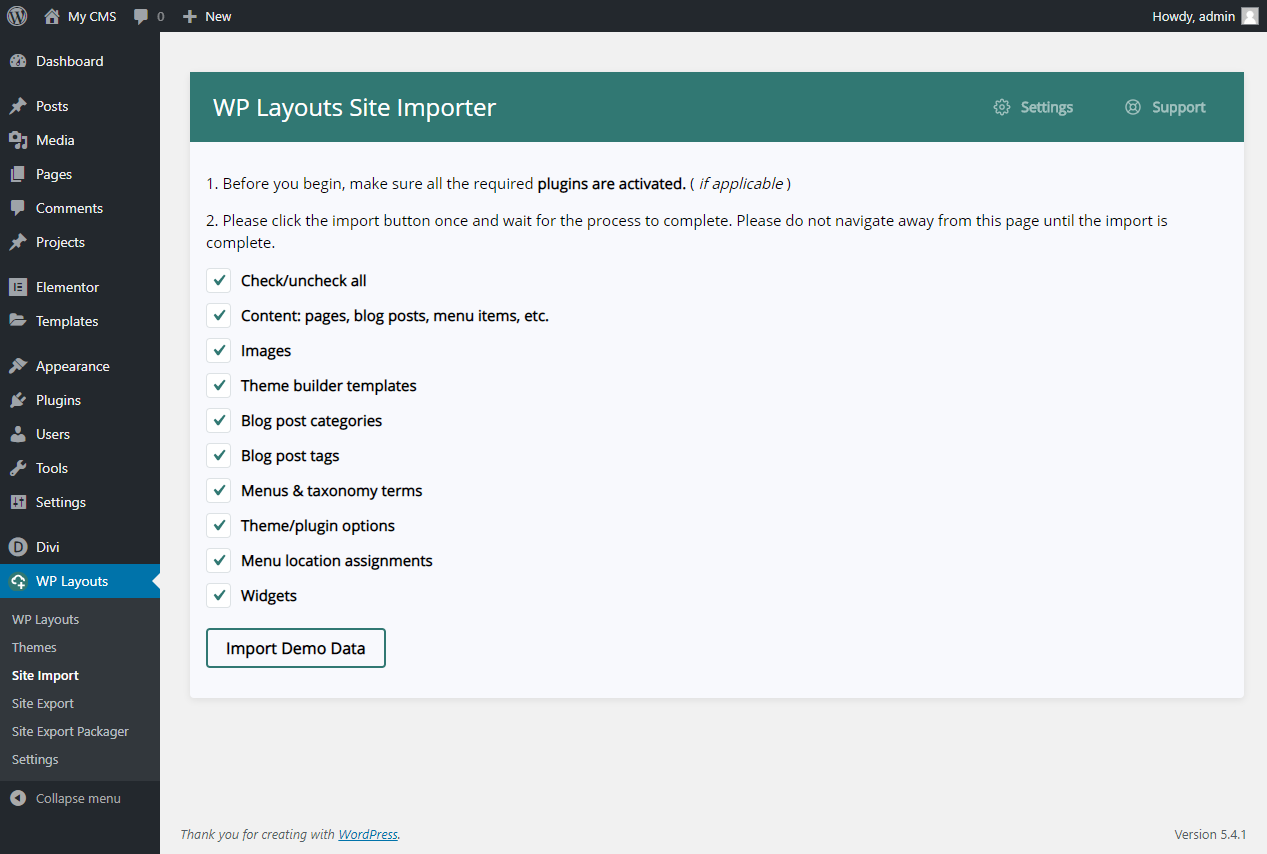 My CMS
0
New
Howdy, admin
Dashboard
Posts
Media
Pages
Comments
Projects
Elementor
Templates
Appearance
Plugins
Users
Tools
Settings
Divi
WP Layouts
WP Layouts
Themes
Site Import
Site Export
Site Export Packager
Settings
Collapse menu
WP Layouts Site Importer
Settings
Support
1. Before you begin, make sure all the required plugins are activated. ( if applicable )
2. Please click the import button once and wait for the process to complete. Please do not navigate away from this page until the import is
complete.
Check/uncheck all
Content: pages, blog posts, menu items, etc.
Images
Theme builder templates
Blog post categories
Blog post tags
Menus & taxonomy terms
Theme/plugin options
Menu location assignments
Widgets
Import Demo Data
Thank you for creating with WordPress.
Version 5.4.1